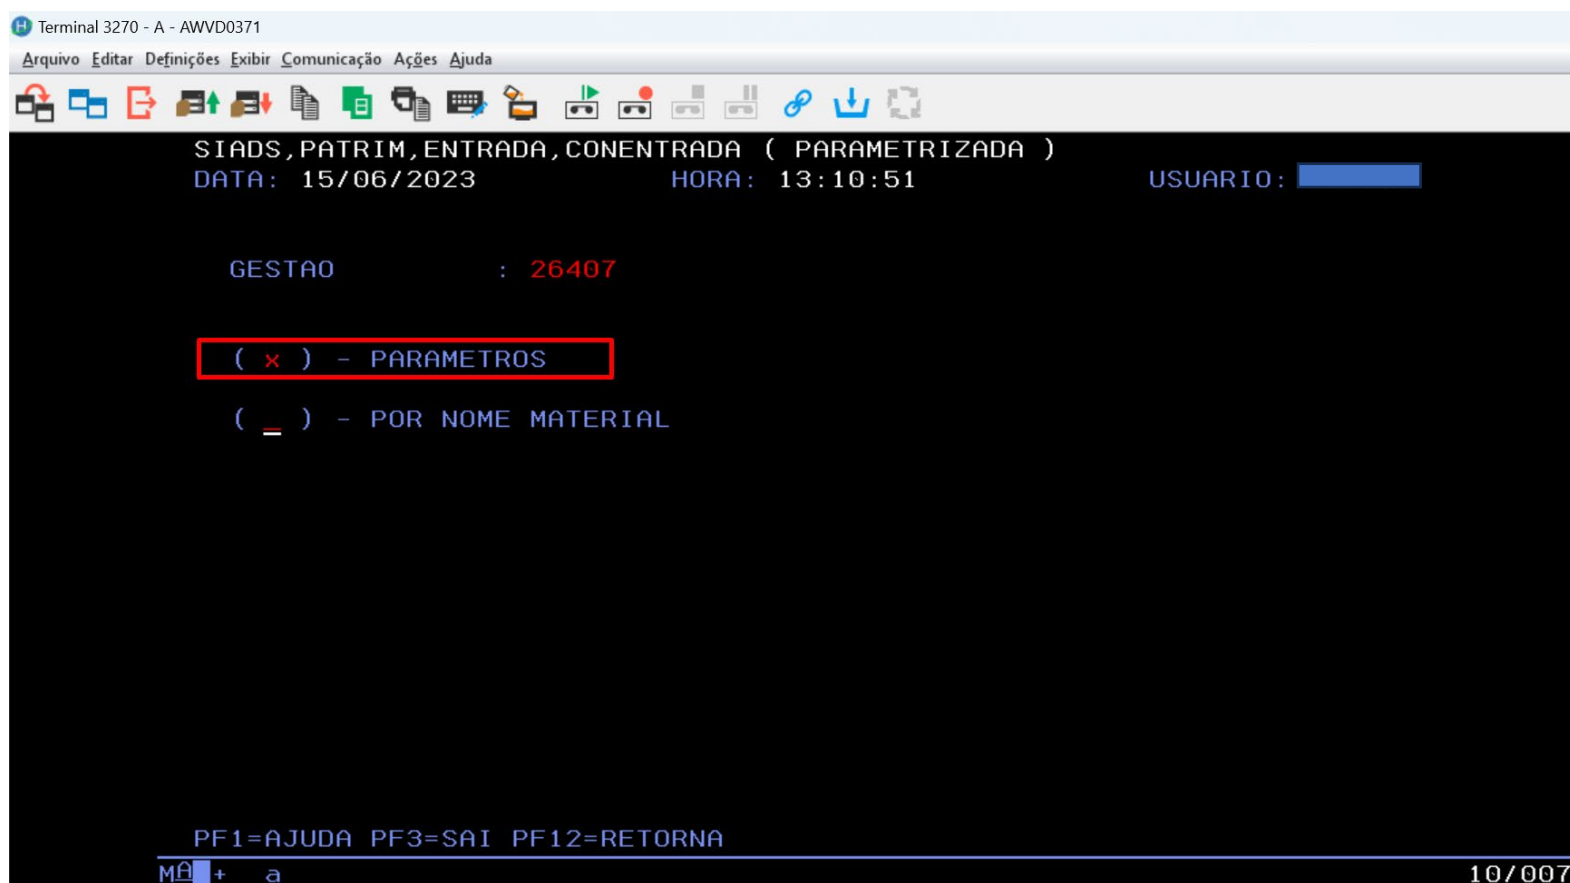 Terminal 3270 - A - AWVD0371
Arquivo Editar Definições Exibir Comunicação Ações Ajuda
SIADS,PATRIM,ENTRADA,CONENTRADA ( PARAMETRIZADA )
DATA: 15/06/2023 HORA: 13:10:51 USUARIO:
GESTAO : 26407
( x ) - PARAMETROS
( _ ) - POR NOME MATERIAL
PF1=AJUDA PF3=SAI PF12=RETORNA
MA + a 10/007